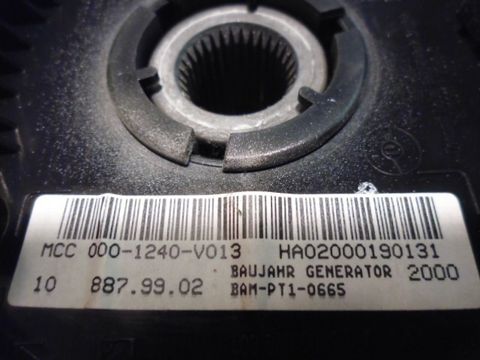 MCC 000-1240-V013 HA02000190131
BAUJAHR GENERATOR 2000
10 887.99.02 BAM-PT1-0665